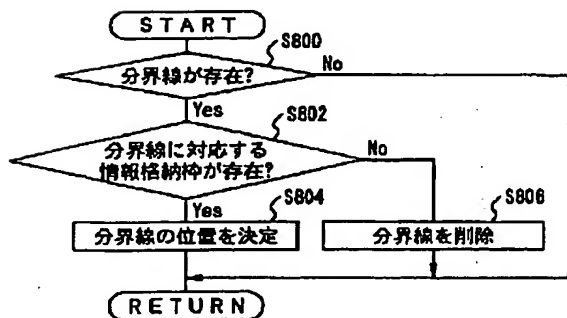 START
S800
分界線が存在?
No
Yes
S802
分界線に対応する
情報格納枠が存在?
No
Yes
S804
S806
分界線の位置を決定
分界線を削除
RETURN